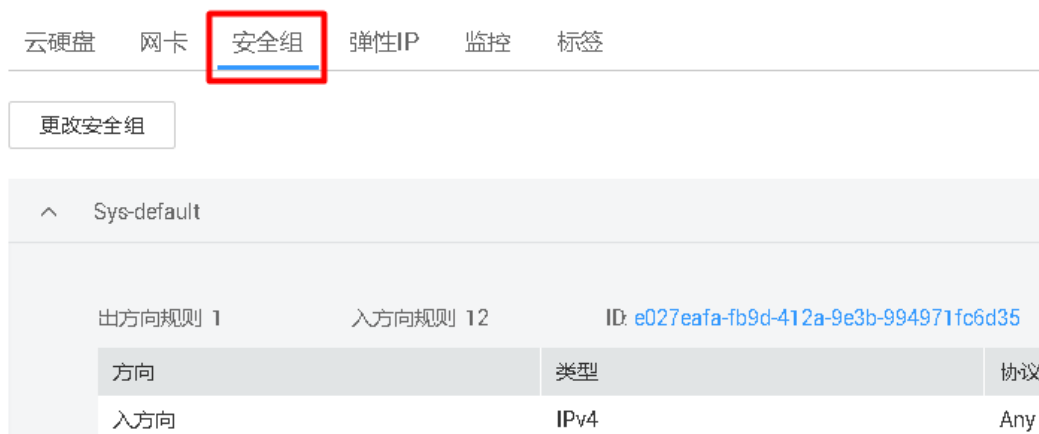 云硬盘 网卡 安全组 弹性IP 监控 标签
更改安全组
Sys-default
出方向规则 1 入方向规则 12 ID: e027eafa-fb9d-412a-9e3b-994971fc6d35
方向 类型 协议
入方向 IPv4 Any